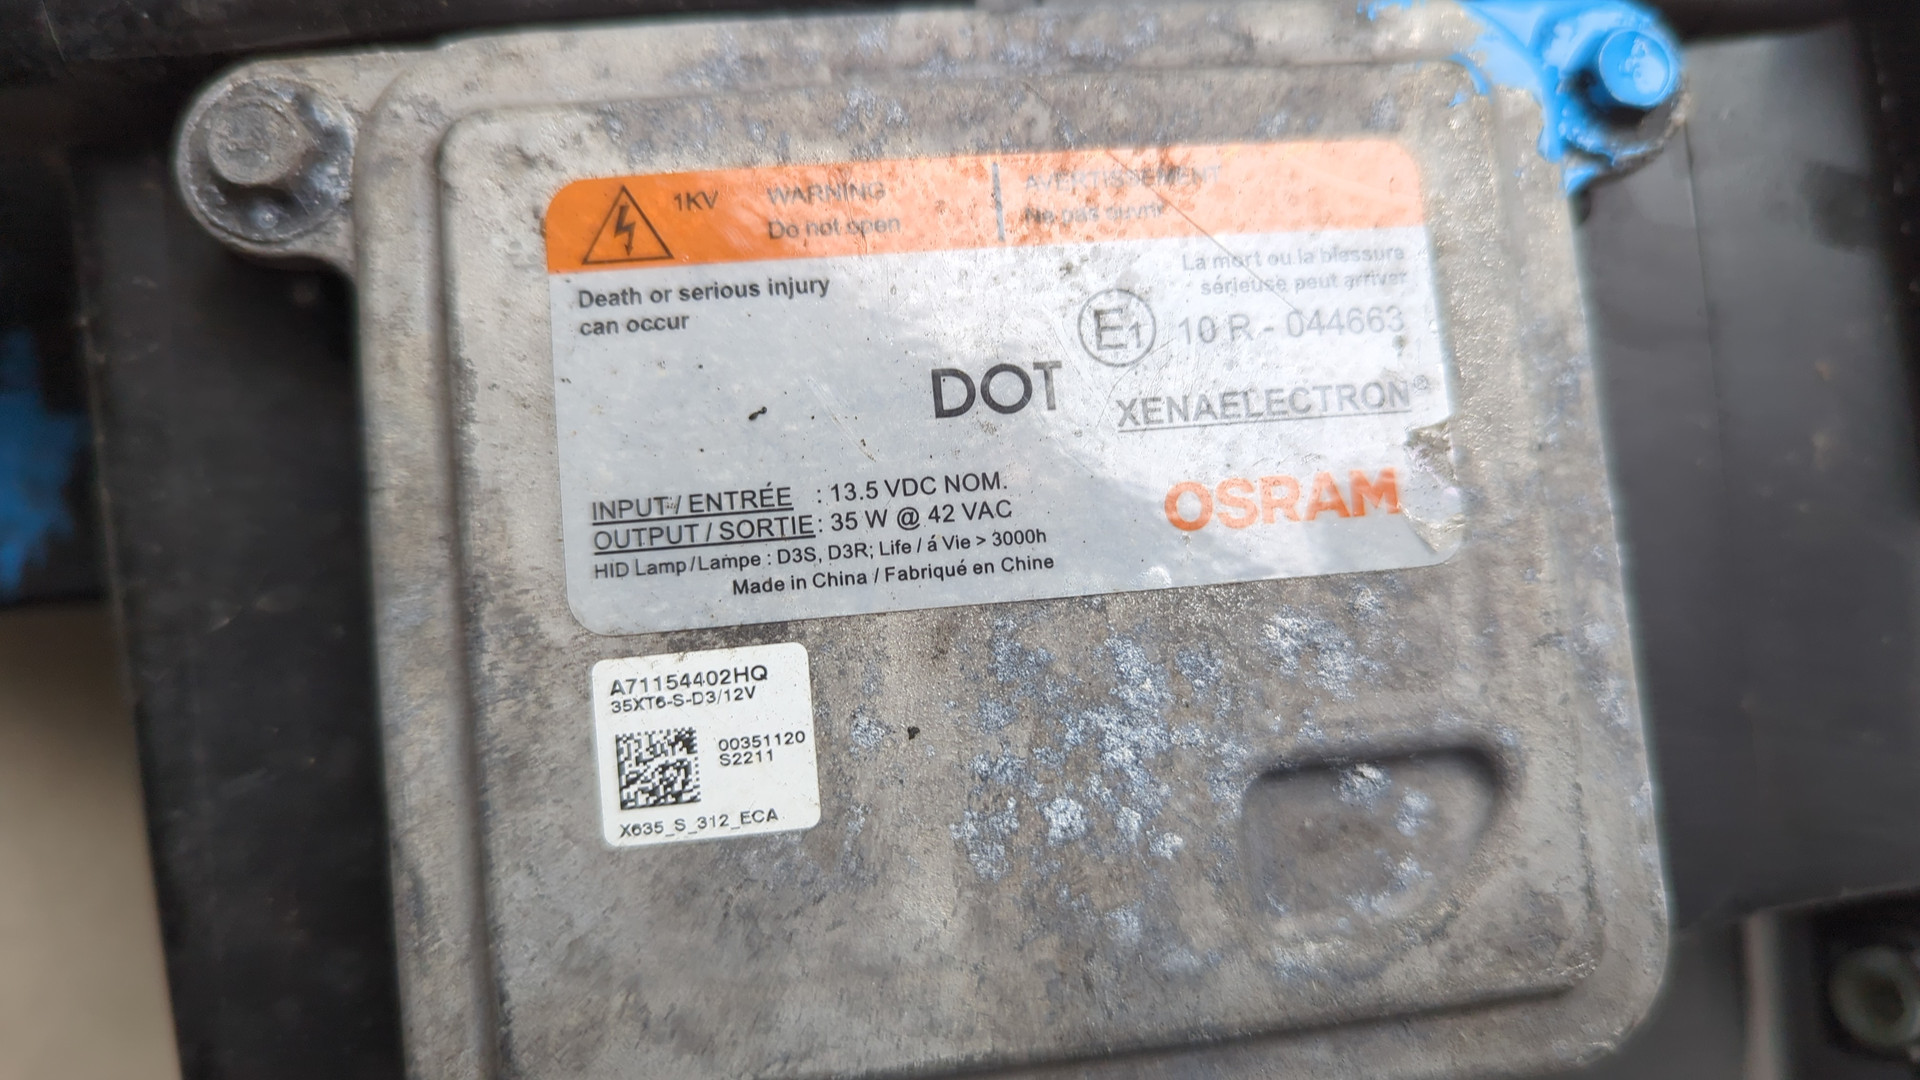 1KV
WARNING
Do not open
AVERTISSEMENT
Ne pas ouvrir
Death or serious injury
can occur
La mort ou la blessure
sérieuse peut arriver
E1 10 R - 044663
DOT
XENAELECTRON®
INPUT / ENTRÉE : 13.5 VDC NOM.
OUTPUT / SORTIE : 35 W @ 42 VAC
HID Lamp/Lampe : D3S, D3R; Life / á Vie > 3000h
Made in China / Fabriqué en Chine
OSRAM
A71154402HQ
35XT6-S-D3/12V
00351120
S2211
X635_S_312_ECA